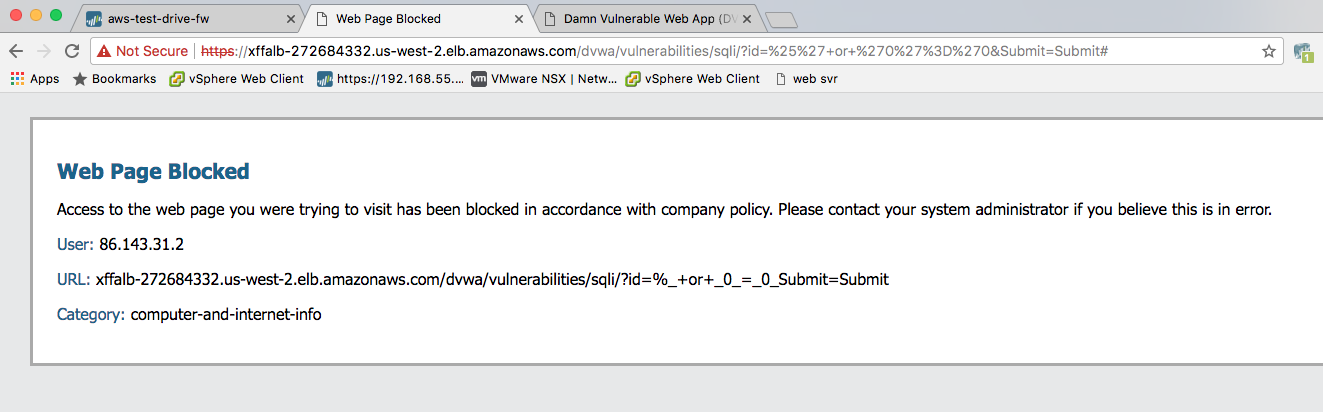 aws-test-drive-fw
Web Page Blocked
Damn Vulnerable Web App (DV
Not Secure https://xffalb-272684332.us-west-2.elb.amazonaws.com/dvwa/vulnerabilities/sqli/?id=%25%27+or+%270%27%3D%270&Submit=Submit#
Apps Bookmarks vSphere Web Client https://192.168.55.... vm VMware NSX | Netw... vSphere Web Client web svr
1
Web Page Blocked
Access to the web page you were trying to visit has been blocked in accordance with company policy. Please contact your system administrator if you believe this is in error.
User: 86.143.31.2
URL: xffalb-272684332.us-west-2.elb.amazonaws.com/dvwa/vulnerabilities/sqli/?id=%_+or+_0_=_0_Submit=Submit
Category: computer-and-internet-info